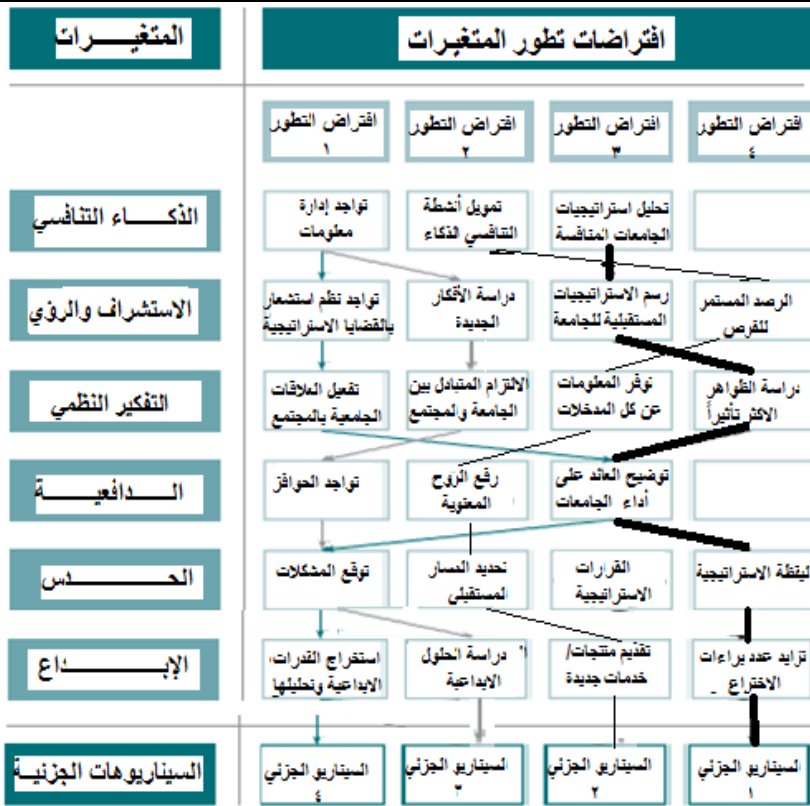 المتغيـــرات
افتراضات تطور المتغيرات
افتراض التطور
١
افتراض التطور
٢
افتراض التطور
٣
افتراض التطور
٤
الذكـــاء التنافسي
تواجد إدارة
معلومات
تمويل أنشطة
التنافسي الذكاء
تحليل استراتيجيات
الجامعات المنافسة
الاستشراف والرؤي
تواجد نظم استشعار
بالقضايا الاستراتيجية
دراسة الأفكار
الجديدة
رسم الاستراتيجيات
المستقبلية للجامعة
الرصد المستمر
للفرص
التفكير النظمي
تفعيل العلاقات
الجامعية بالمجتمع
الالتزام المتبادل بين
الجامعة والمجتمع
توفر المعلومات
عن كل المدخلات
دراسة الظواهر
الاكثر تأثيراً
الـــدافعيـــة
تواجد الحوافز
رفع الروح
المعنوية
توضيح العائد على
أداء الجامعات
الحـــدس
توقع المشكلات
تحديد المسار
المستقبلى
القرارات
الاستراتيجية
اليقظة الاستراتيجية
الإبـــداع
استخراج القدرات
الابداعية وتحليلها
دراسة الحلول
الابداعية
تقديم منتجات/
خدمات جديدة
تزايد عدد براءات
الاختراع
السيناريوهات الجزئيـة
السيناريو الجزئي
٤
السيناريو الجزئي
٣
السيناريو الجزئي
٢
السيناريو الجزئي
١